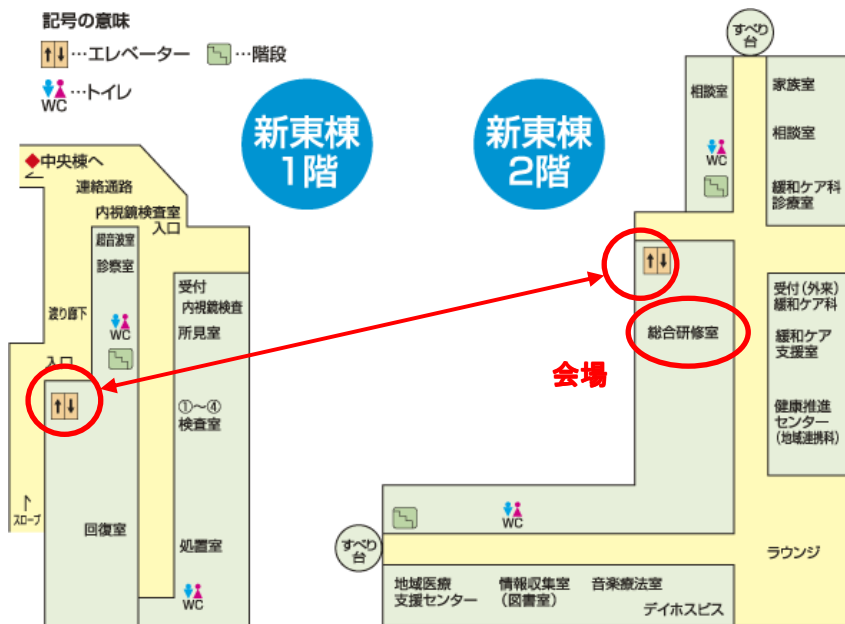 記号の意味
…エレベーター …階段
WC …トイレ
新東棟
1階
中央棟へ
連絡通路
内視鏡検査室
入口
超音波室
診察室
渡り廊下
WC
入口
受付
内視鏡検査
所見室
①〜④
検査室
スロープ
回復室
処置室
WC
新東棟
2階
すべり
台
相談室
WC
家族室
相談室
緩和ケア科
診療室
総合研修室
会場
受付(外来)
緩和ケア科
緩和ケア
支援室
健康推進
センター
(地域連携科)
WC
すべり
台
ラウンジ
地域医療
支援センター
情報収集室
(図書室)
音楽療法室
デイホスピス